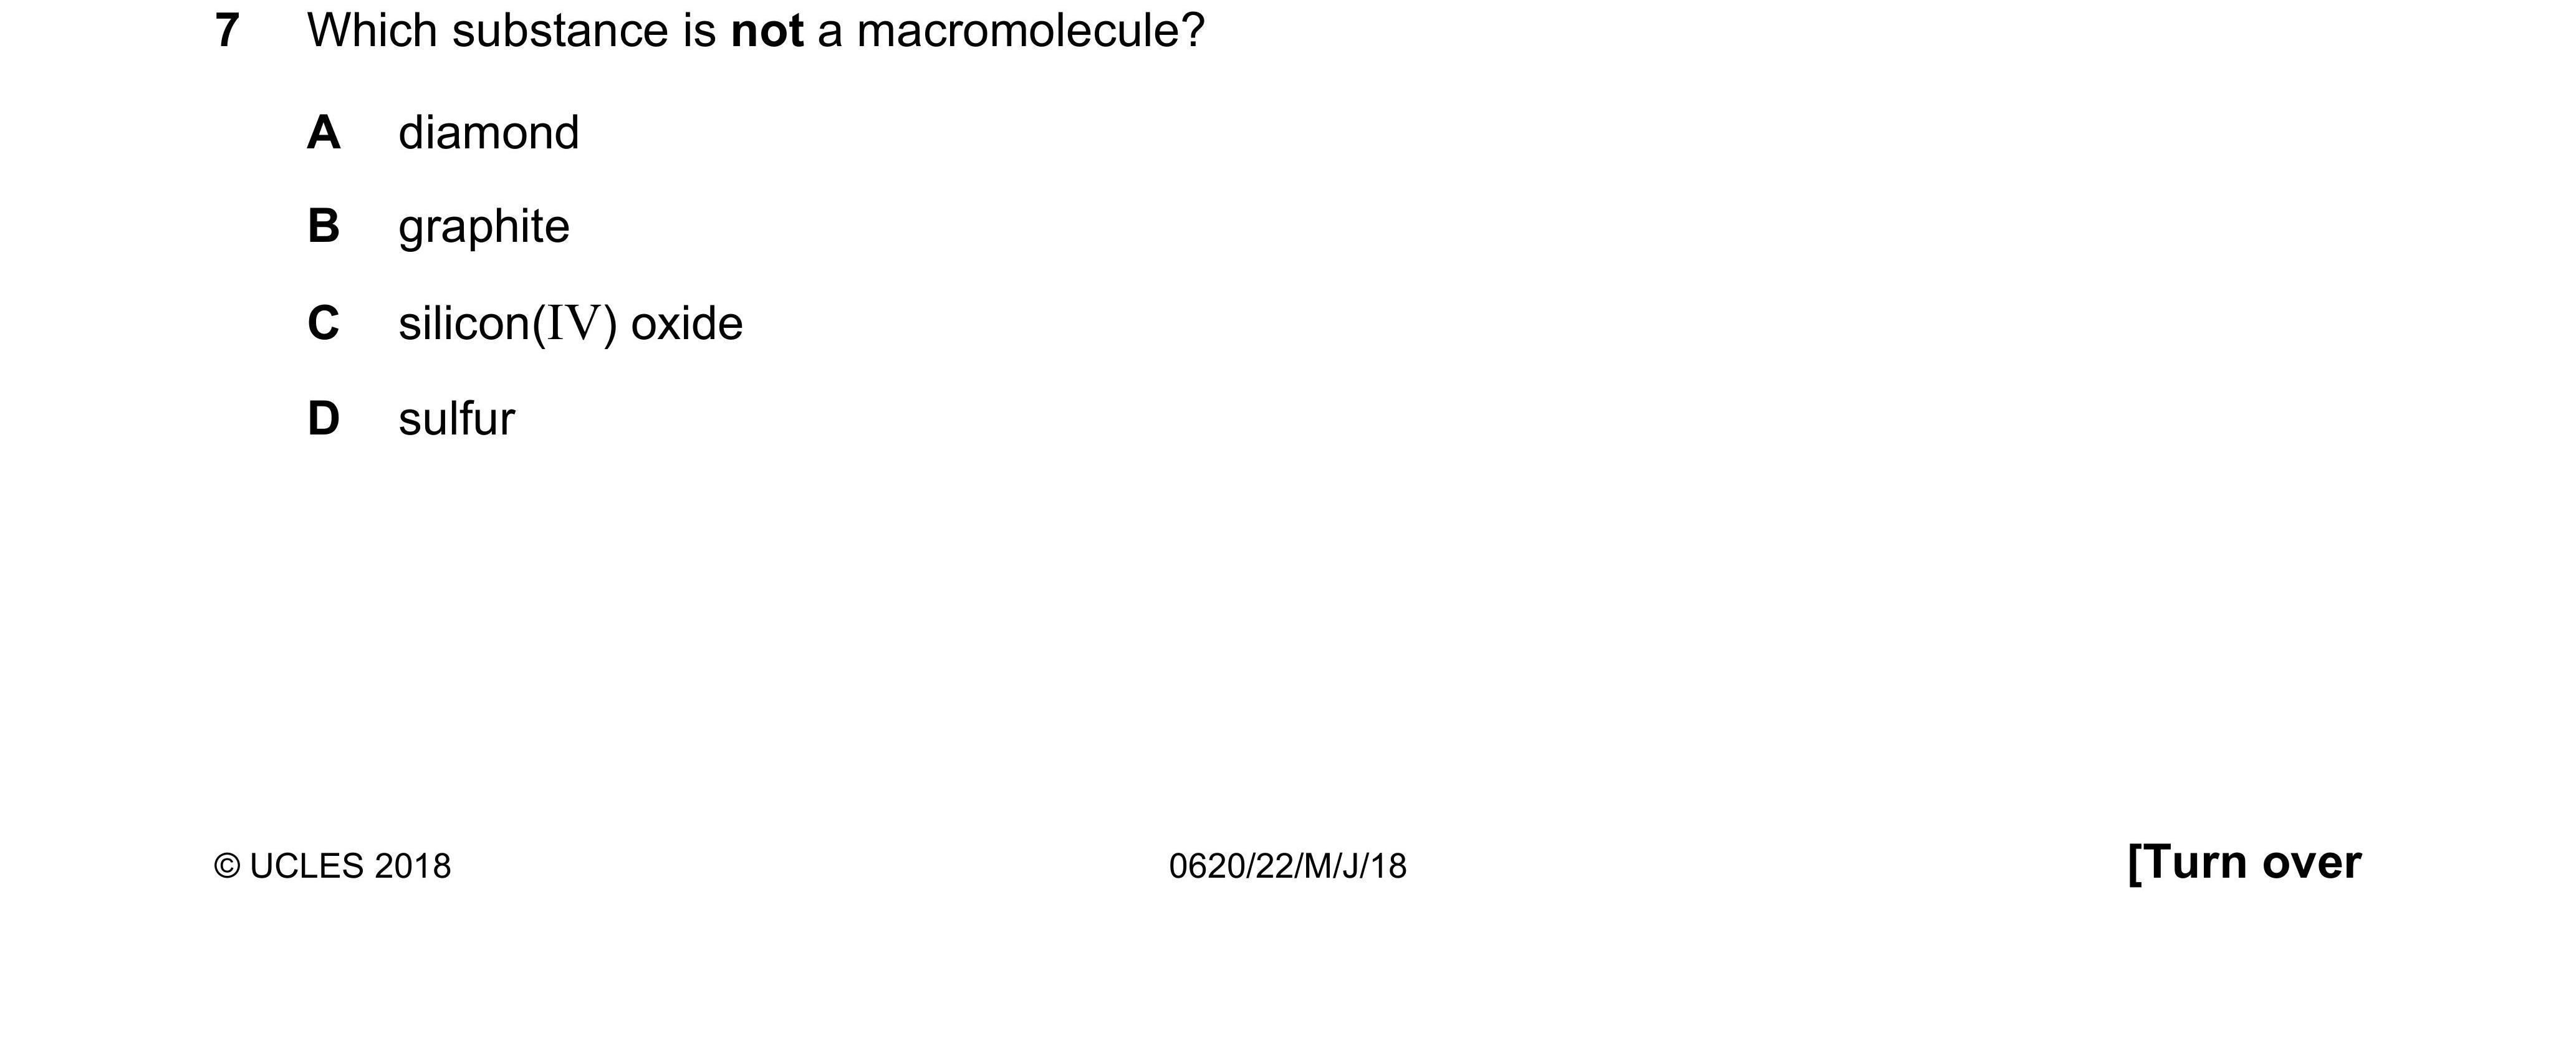 7 Which substance is not a macromolecule?
A diamond
B graphite
C silicon(IV) oxide
D sulfur
© UCLES 2018 0620/22/M/J/18 [Turn over